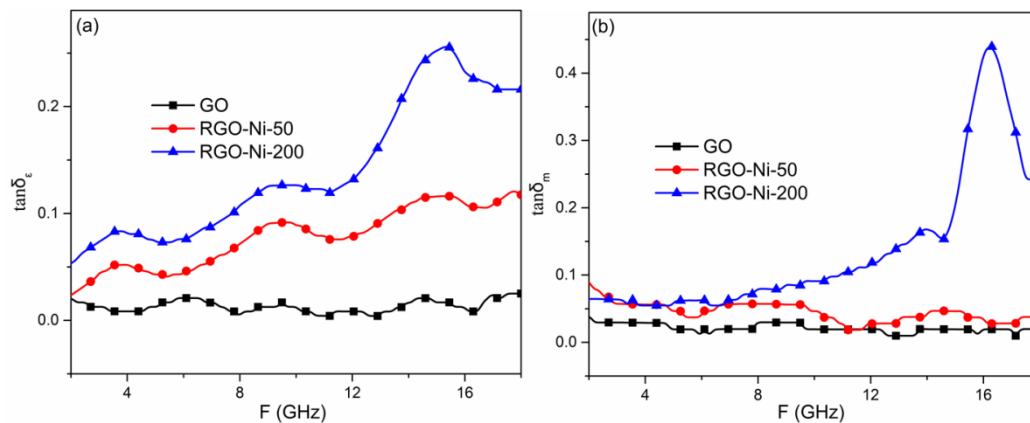 (a)
GO
RGO-Ni-50
RGO-Ni-200
tanδε
0.2
0.1
0.0
4 8 12 16
F (GHz)
(b)
GO
RGO-Ni-50
RGO-Ni-200
tanδm
0.4
0.3
0.2
0.1
0.0
4 8 12 16
F (GHz)